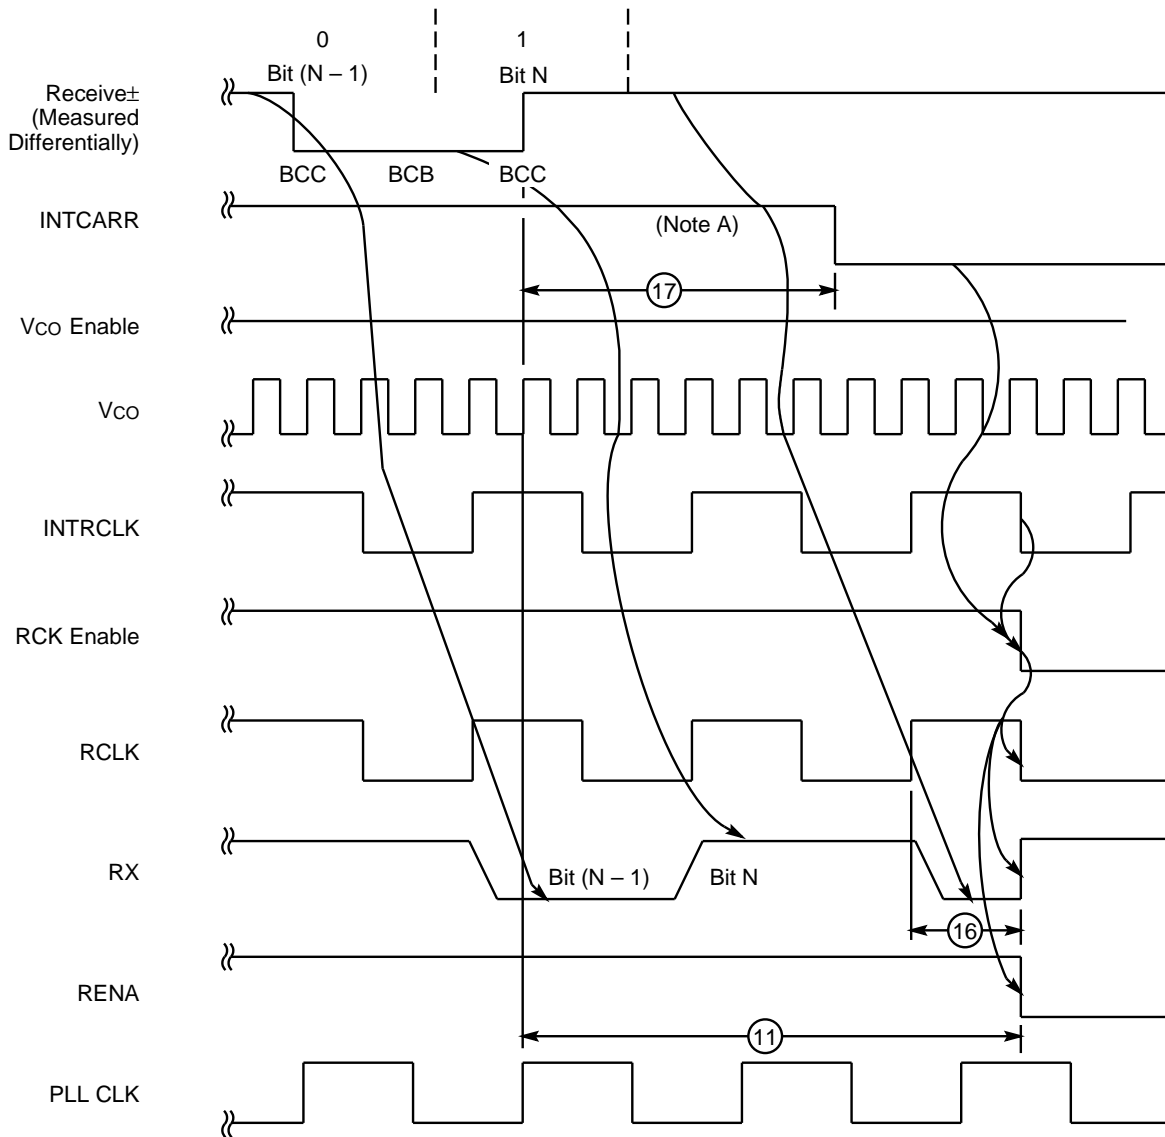 0 1
Bit (N – 1) Bit N
Receive±
(Measured
Differentially)
BCC BCB BCC
INTCARR
(Note A)
17
VCO Enable
VCO
INTRCLK
RCK Enable
RCLK
RX
Bit (N – 1) Bit N
16
RENA
11
PLL CLK